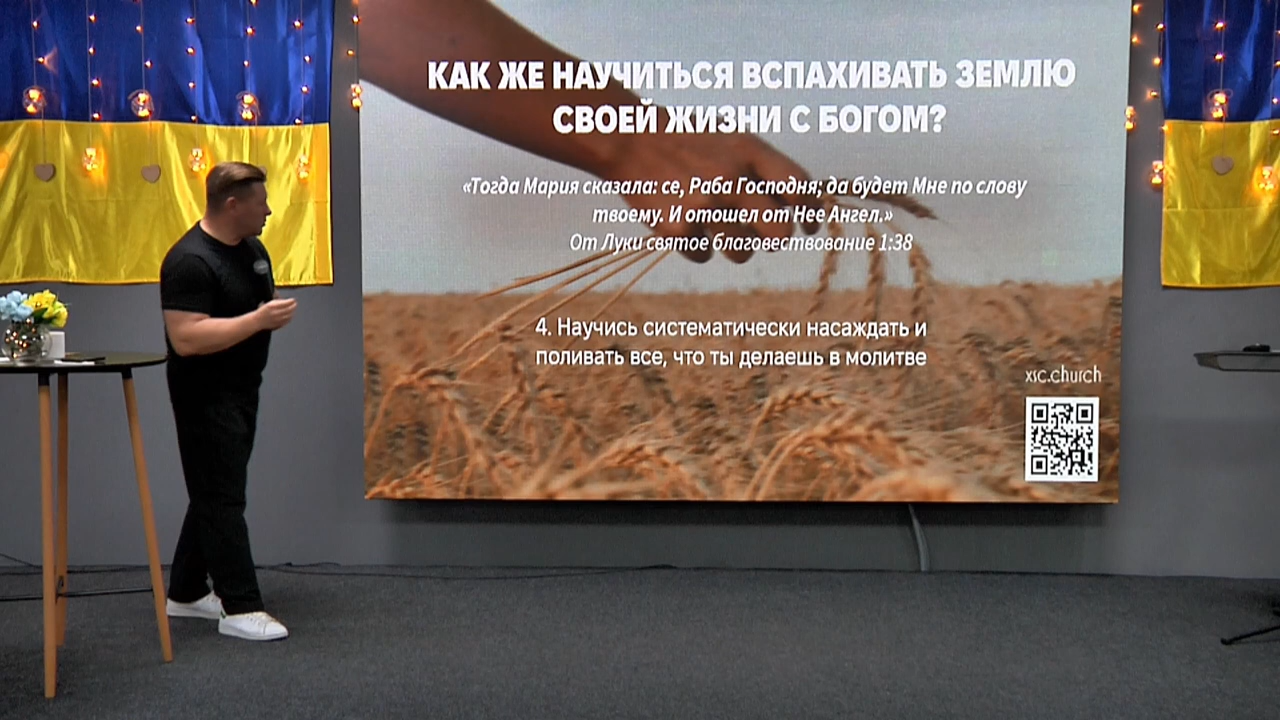 КАК ЖЕ НАУЧИТЬСЯ ВСПАХИВАТЬ ЗЕМЛЮ
СВОЕЙ ЖИЗНИ С БОГОМ?
«Тогда Мария сказала: се, Раба Господня; да будет Мне по слову
твоему. И отошел от Нее Ангел.»
От Луки святое благовествование 1:38
4. Научись систематически насаждать и
поливать все, что ты делаешь в молитве
xsc.church